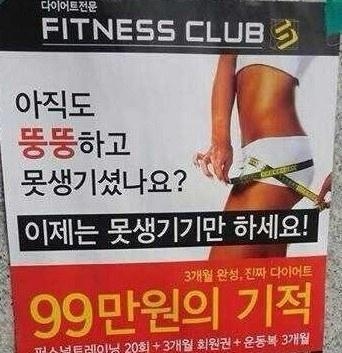 다이어트전문
FITNESS CLUB
아직도
뚱뚱하고
못생기셨나요?
이제는 못생기기만 하세요!
3개월 완성, 진짜 다이어트
99만원의 기적
퍼스널트레이닝 20회 + 3개월 회원권 + 운동복 3개월